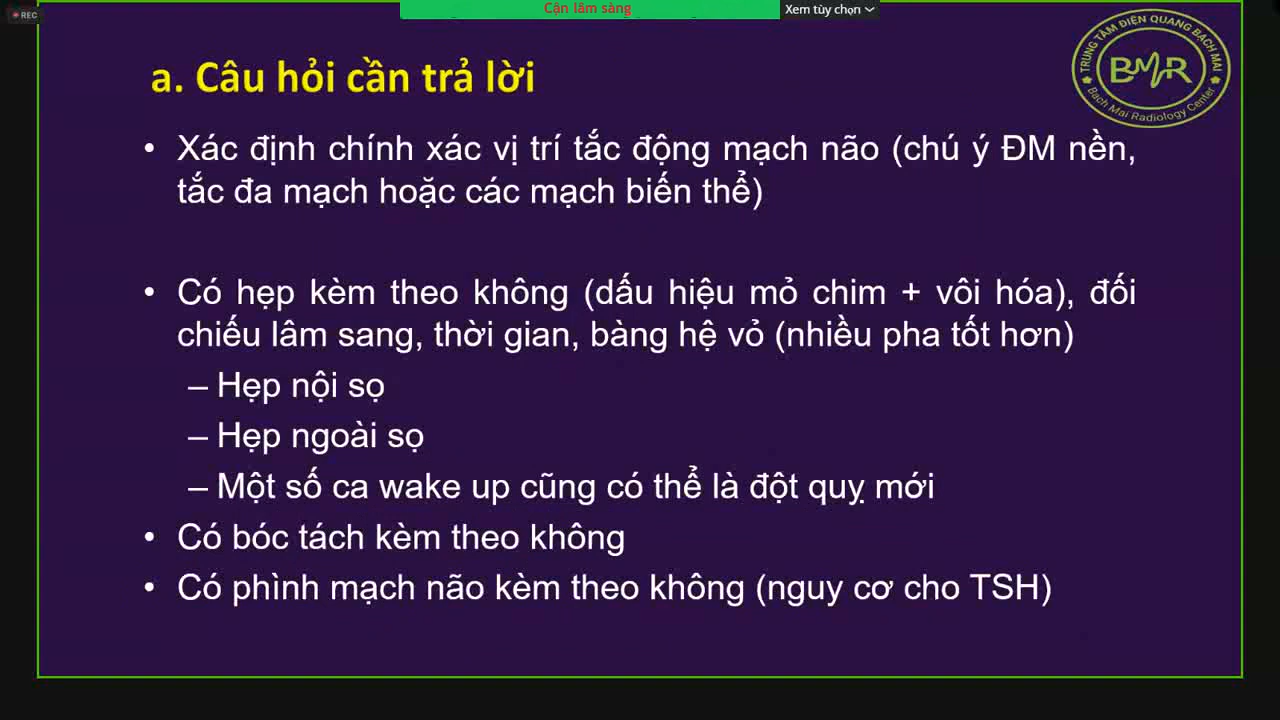 REC
Cận lâm sàng
Xem tùy chọn
TRUNG TÂM ĐIỆN QUANG BẠCH MAI
BMR
Bach Mai Radiology Center
a. Câu hỏi cần trả lời
• Xác định chính xác vị trí tắc động mạch não (chú ý ĐM nền,
tắc đa mạch hoặc các mạch biến thể)
• Có hẹp kèm theo không (dấu hiệu mỏ chim + vôi hóa), đối
chiếu lâm sang, thời gian, bàng hệ vỏ (nhiều pha tốt hơn)
– Hẹp nội sọ
– Hẹp ngoài sọ
– Một số ca wake up cũng có thể là đột quỵ mới
• Có bóc tách kèm theo không
• Có phình mạch não kèm theo không (nguy cơ cho TSH)